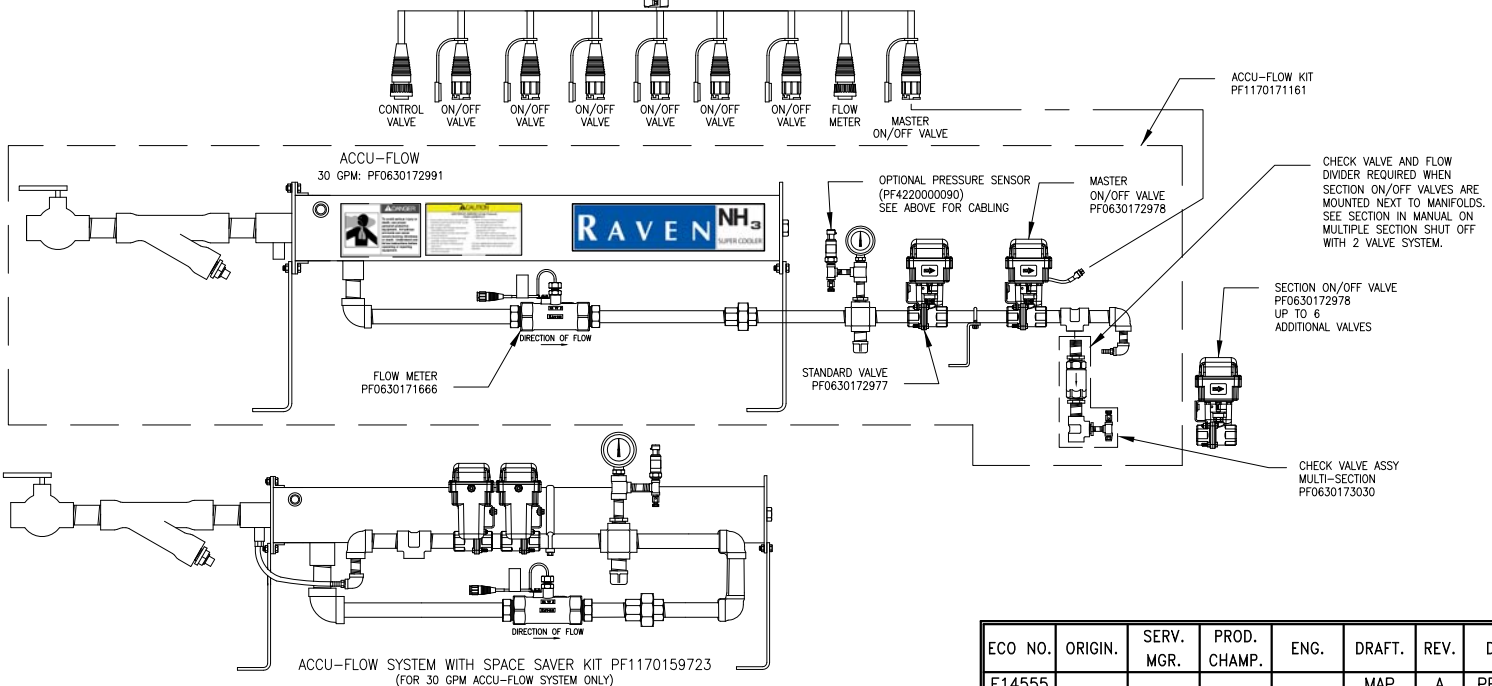 CONTROL
VALVE
ON/OFF
VALVE
ON/OFF
VALVE
ON/OFF
VALVE
ON/OFF
VALVE
ON/OFF
VALVE
ON/OFF
VALVE
FLOW
METER
MASTER
ON/OFF VALVE
ACCU-FLOW KIT
PF1170171161
ACCU-FLOW
30 GPM: PF0630172991
DANGER
CAUTION
RAVEN
NH3
SUPER COOLER
OPTIONAL PRESSURE SENSOR
(PF4220000090)
SEE ABOVE FOR CABLING
MASTER
ON/OFF VALVE
PF0630172978
CHECK VALVE AND FLOW
DIVIDER REQUIRED WHEN
SECTION ON/OFF VALVES ARE
MOUNTED NEXT TO MANIFOLDS.
SEE SECTION IN MANUAL ON
MULTIPLE SECTION SHUT OFF
WITH 2 VALVE SYSTEM.
SECTION ON/OFF VALVE
PF0630172978
UP TO 6
ADDITIONAL VALVES
DIRECTION OF FLOW
FLOW METER
PF0630171666
STANDARD VALVE
PF0630172977
CHECK VALVE ASSY
MULTI-SECTION
PF0630173030
DIRECTION OF FLOW
ACCU-FLOW SYSTEM WITH SPACE SAVER KIT PF1170159723
(FOR 30 GPM ACCU-FLOW SYSTEM ONLY)
ECO NO. ORIGIN. SERV. MGR. PROD. CHAMP. ENG. DRAFT. REV. D
E14555 MAP A PR